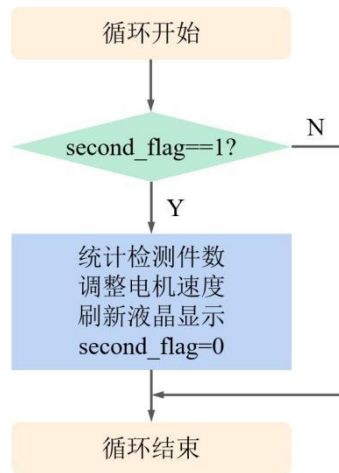 循环开始
second_flag==1?
N
Y
统计检测件数
调整电机速度
刷新液晶显示
second_flag=0
循环结束